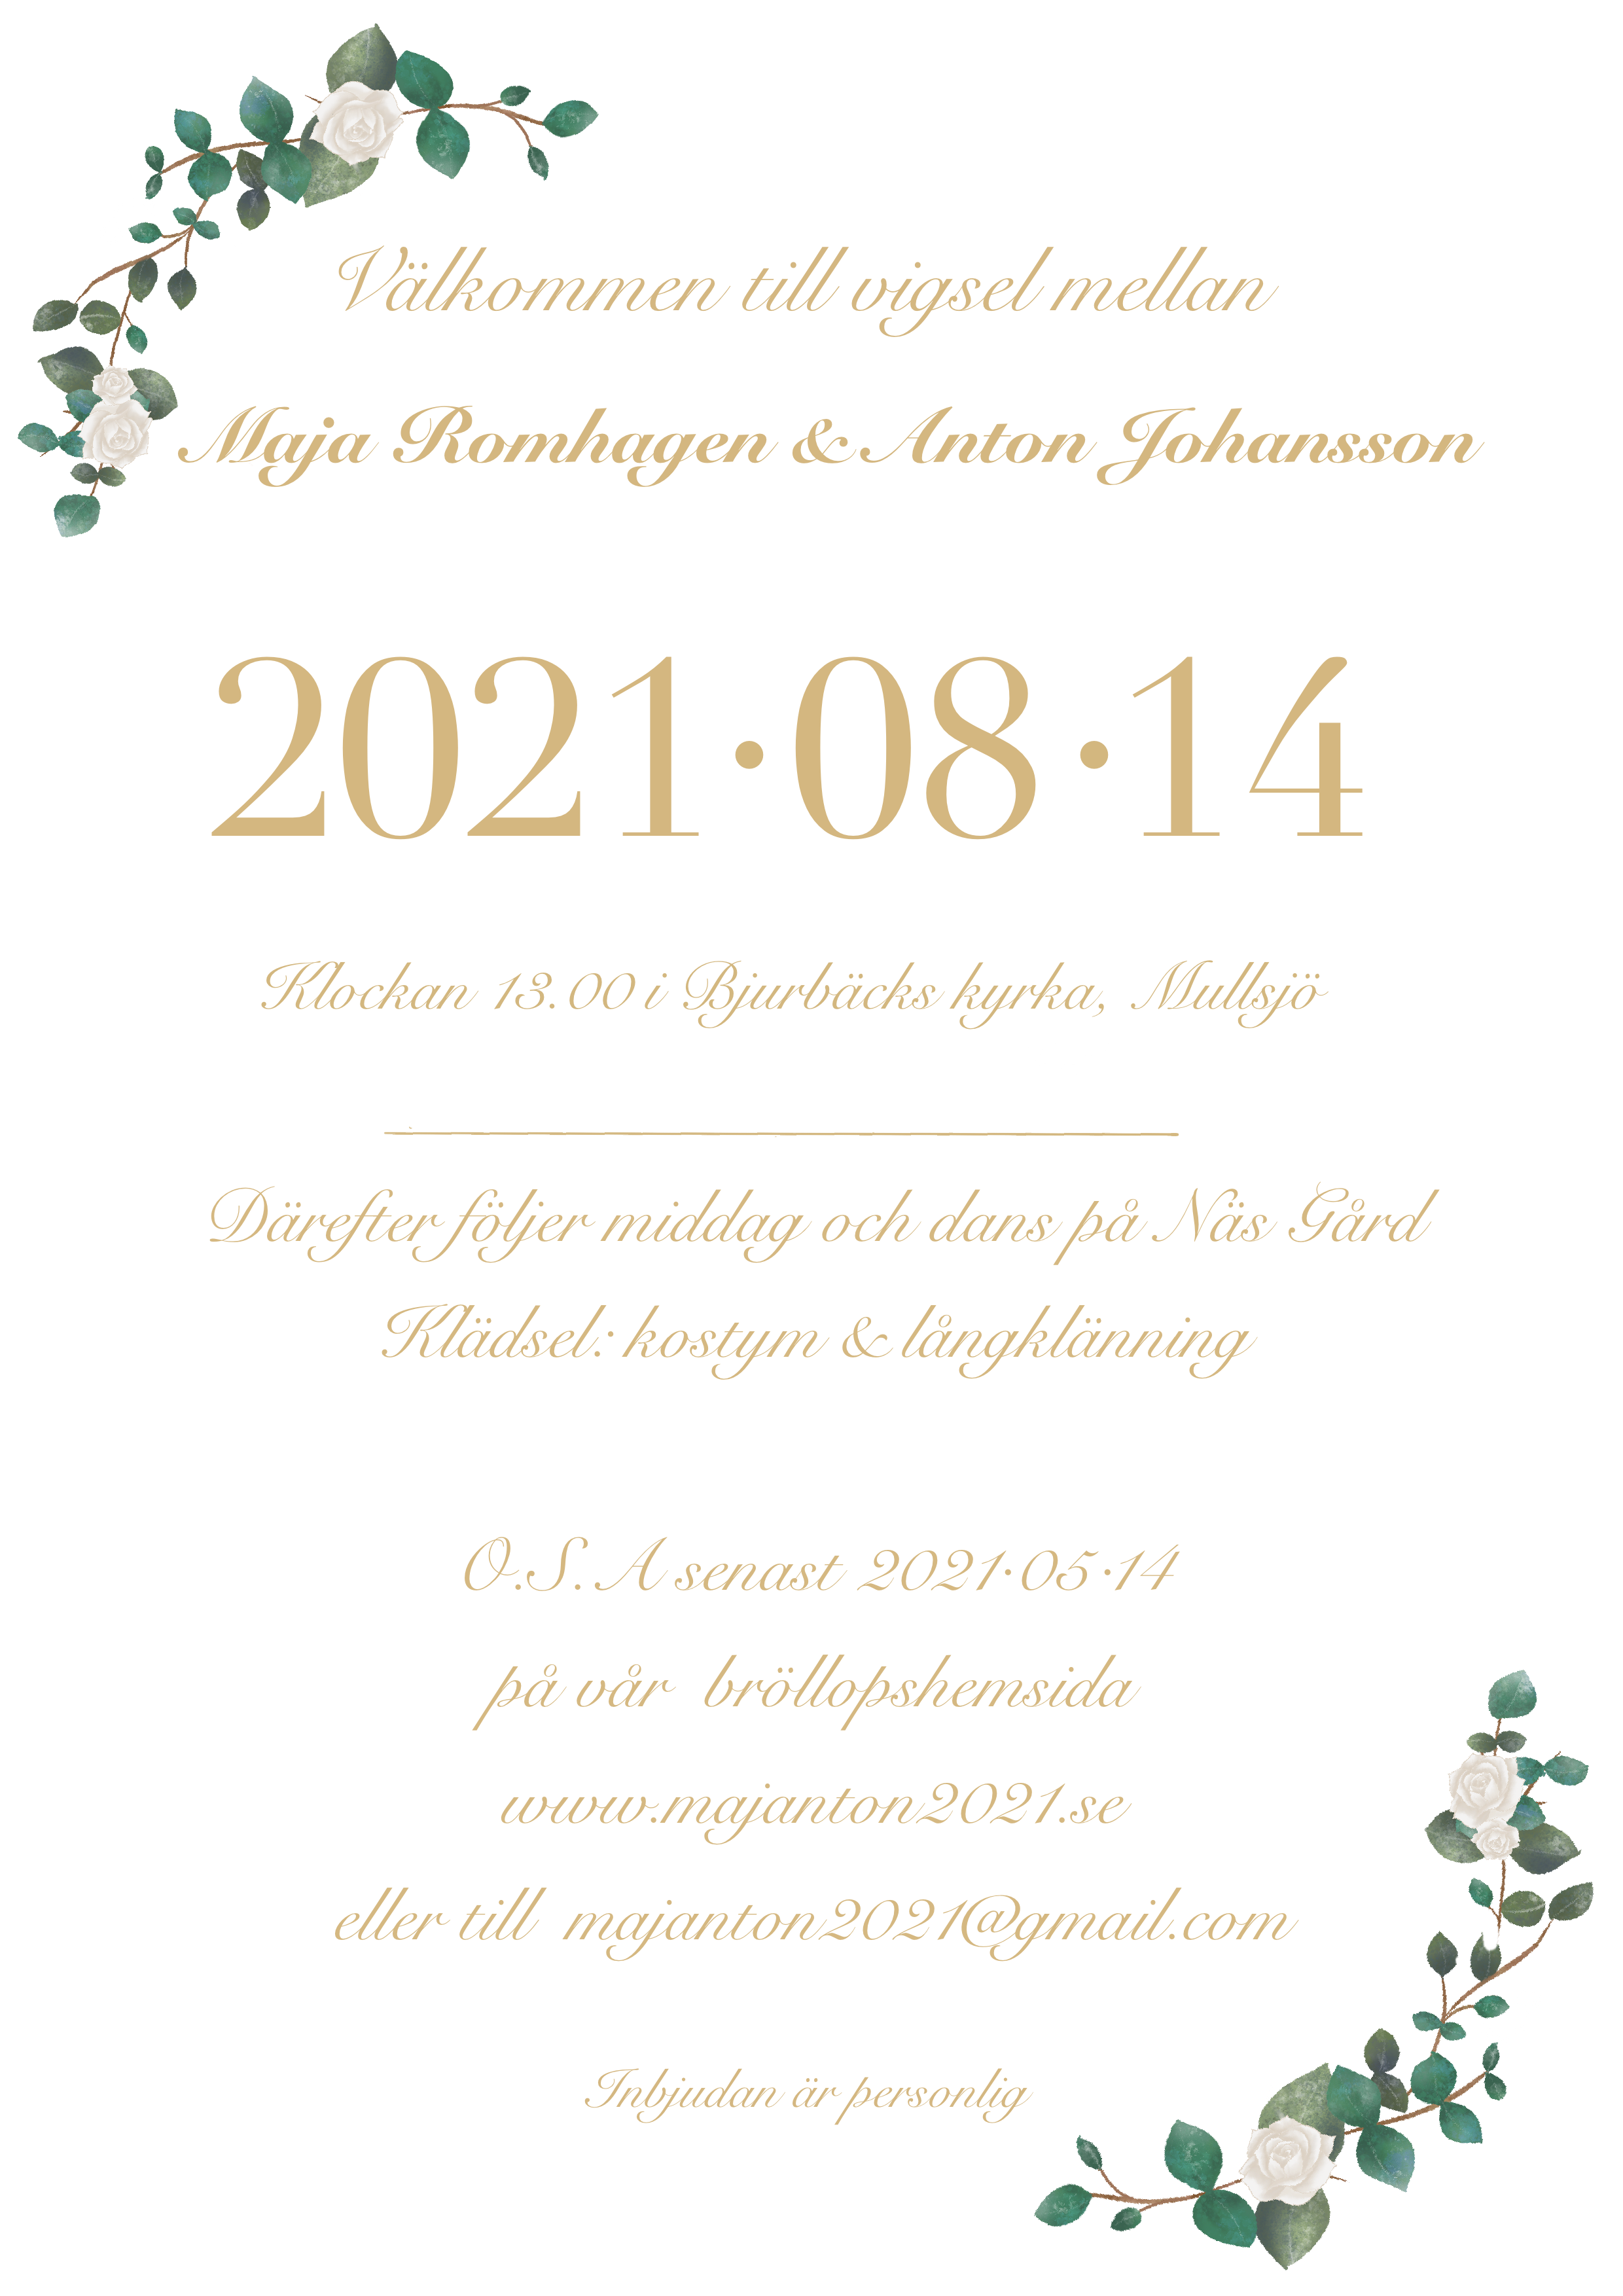 Välkommen till vigsel mellan
Maja Romhagen & Anton Johansson
2021·08·14
Klockan 13.00 i Bjurbäcks kyrka, Mullsjö
Därefter följer middag och dans på Näs Gård
Klädsel: kostym & långklänning
O.S.A senast 2021·05·14
på vår bröllopshemsida
www.majanton2021.se
eller till majanton2021@gmail.com
Inbjudan är personlig